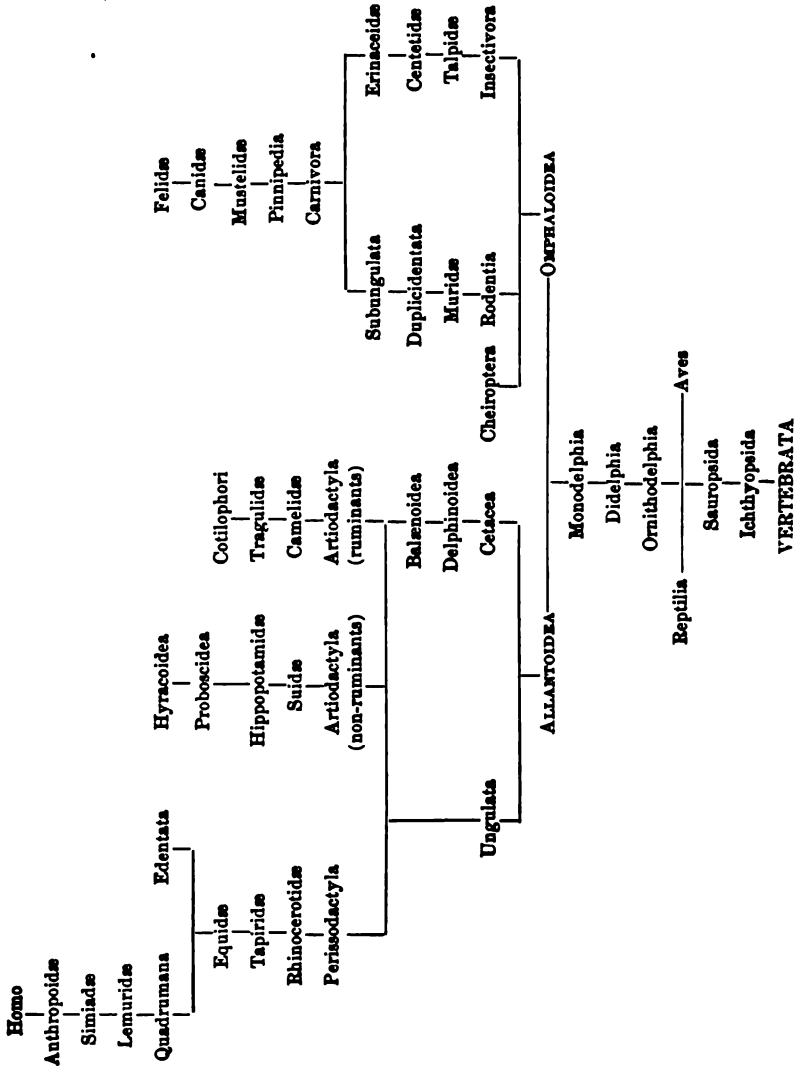 Homo
Anthropoidæ
Simiadæ
Lemuridæ
Quadrumana
Edentata
Equidæ
Tapiridæ
Rhinocerotidæ
Perissodactyla
Hyracoidea
Proboscidea
Hippopotamidæ
Suidæ
Artiodactyla
(non-ruminants)
Cotilophori
Tragulidæ
Camelidæ
Artiodactyla
(ruminants)
Balænoidea
Delphinoidea
Cetacea
Ungulata
Felidæ
Canidæ
Mustelidæ
Pinnipedia
Carnivora
Subungulata
Duplicidentata
Muridæ
Rodentia
Cheiroptera
Erinaceidæ
Centetidæ
Talpidæ
Insectivora
ALLANTOIDEA
OMPHALOIDEA
Monodelphia
Didelphia
Ornithodelphia
Reptilia
Aves
Sauropsida
Ichthyopsida
VERTEBRATA